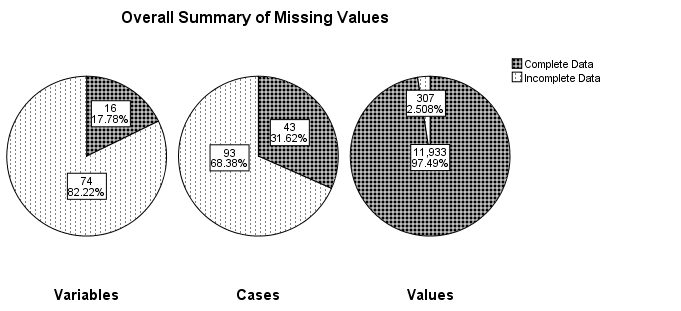 Overall Summary of Missing Values
Complete Data
Incomplete Data
16
17.78%
74
82.22%
43
31.62%
93
68.38%
307
2.508%
11,933
97.49%
Variables
Cases
Values